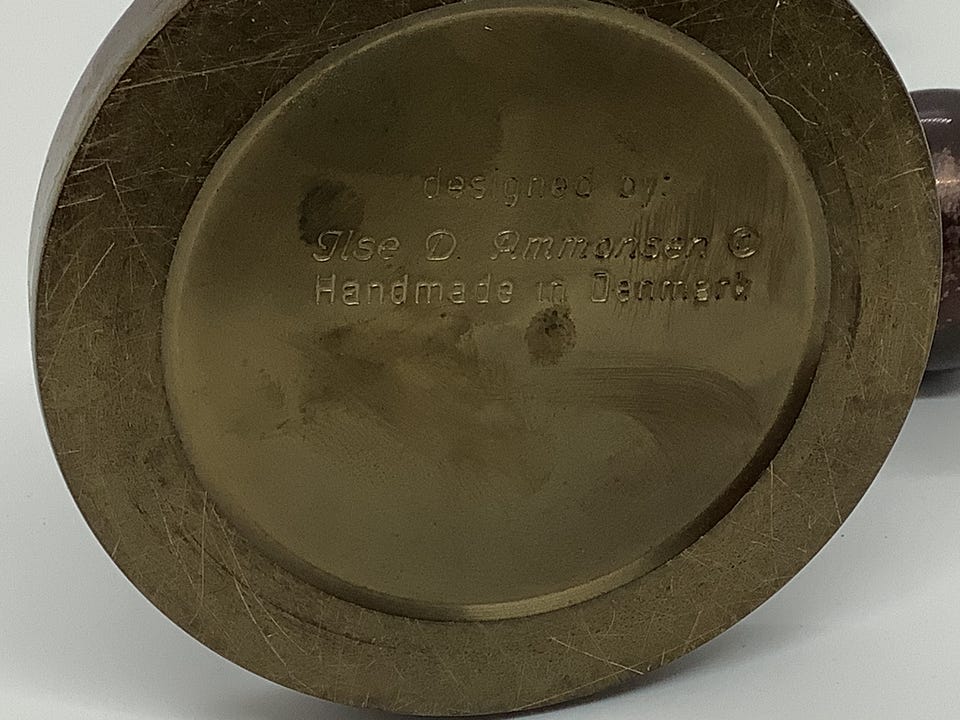 designed by:
Ilse D. Ammonsen ©
Handmade in Denmark